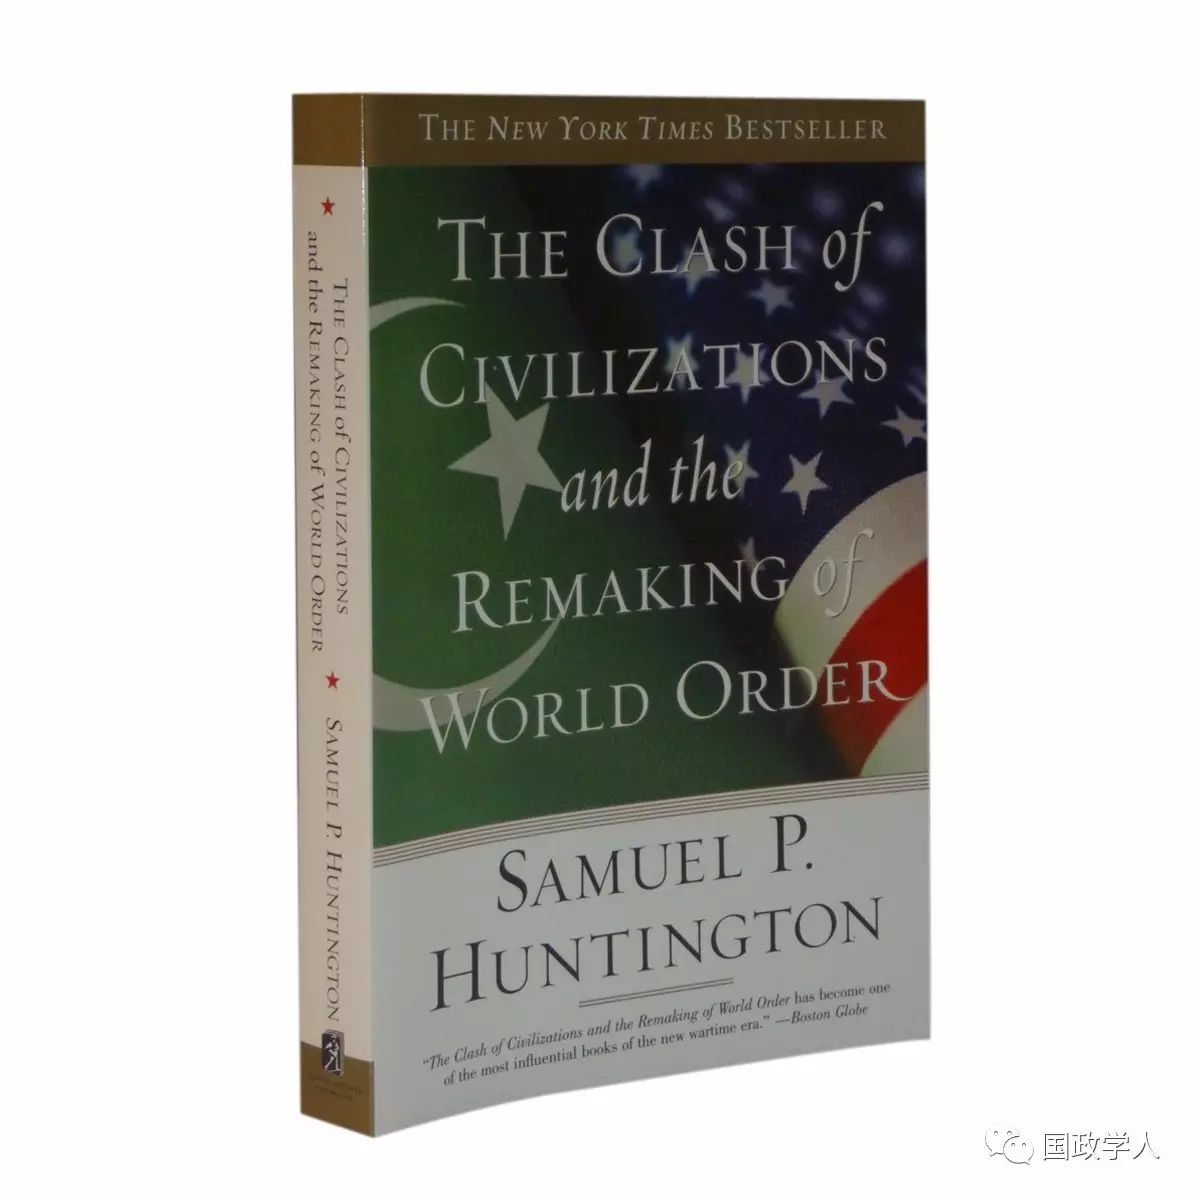 THE NEW YORK TIMES BESTSELLER
THE CLASH of
CIVILIZATIONS
and the
REMAKING of
WORLD ORDER
SAMUEL P.
HUNTINGTON
“The Clash of Civilizations and the Remaking of World Order has become one
of the most influential books of the new wartime era.” —Boston Globe
THE CLASH of CIVILIZATIONS
and the REMAKING of WORLD ORDER
SAMUEL P. HUNTINGTON
国政学人